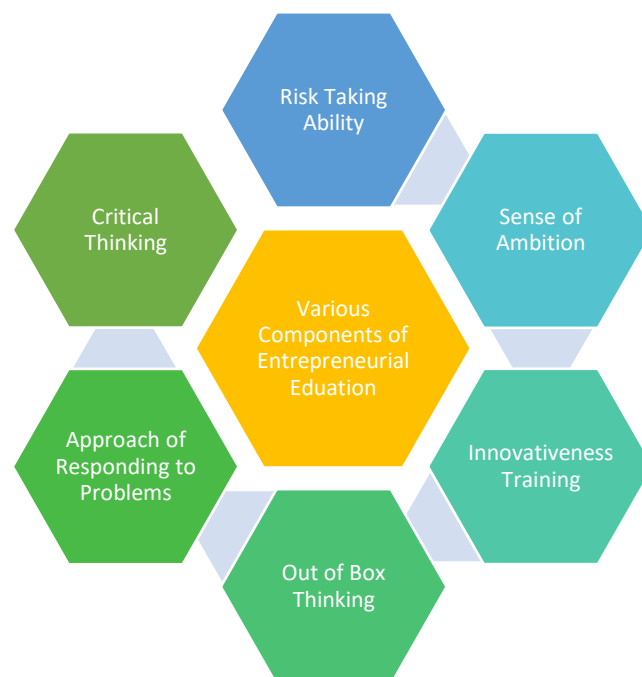 Risk Taking
Ability
Critical
Thinking
Sense of
Ambition
Various
Components of
Entrepreneurial
Eduation
Approach of
Responding to
Problems
Innovativeness
Training
Out of Box
Thinking